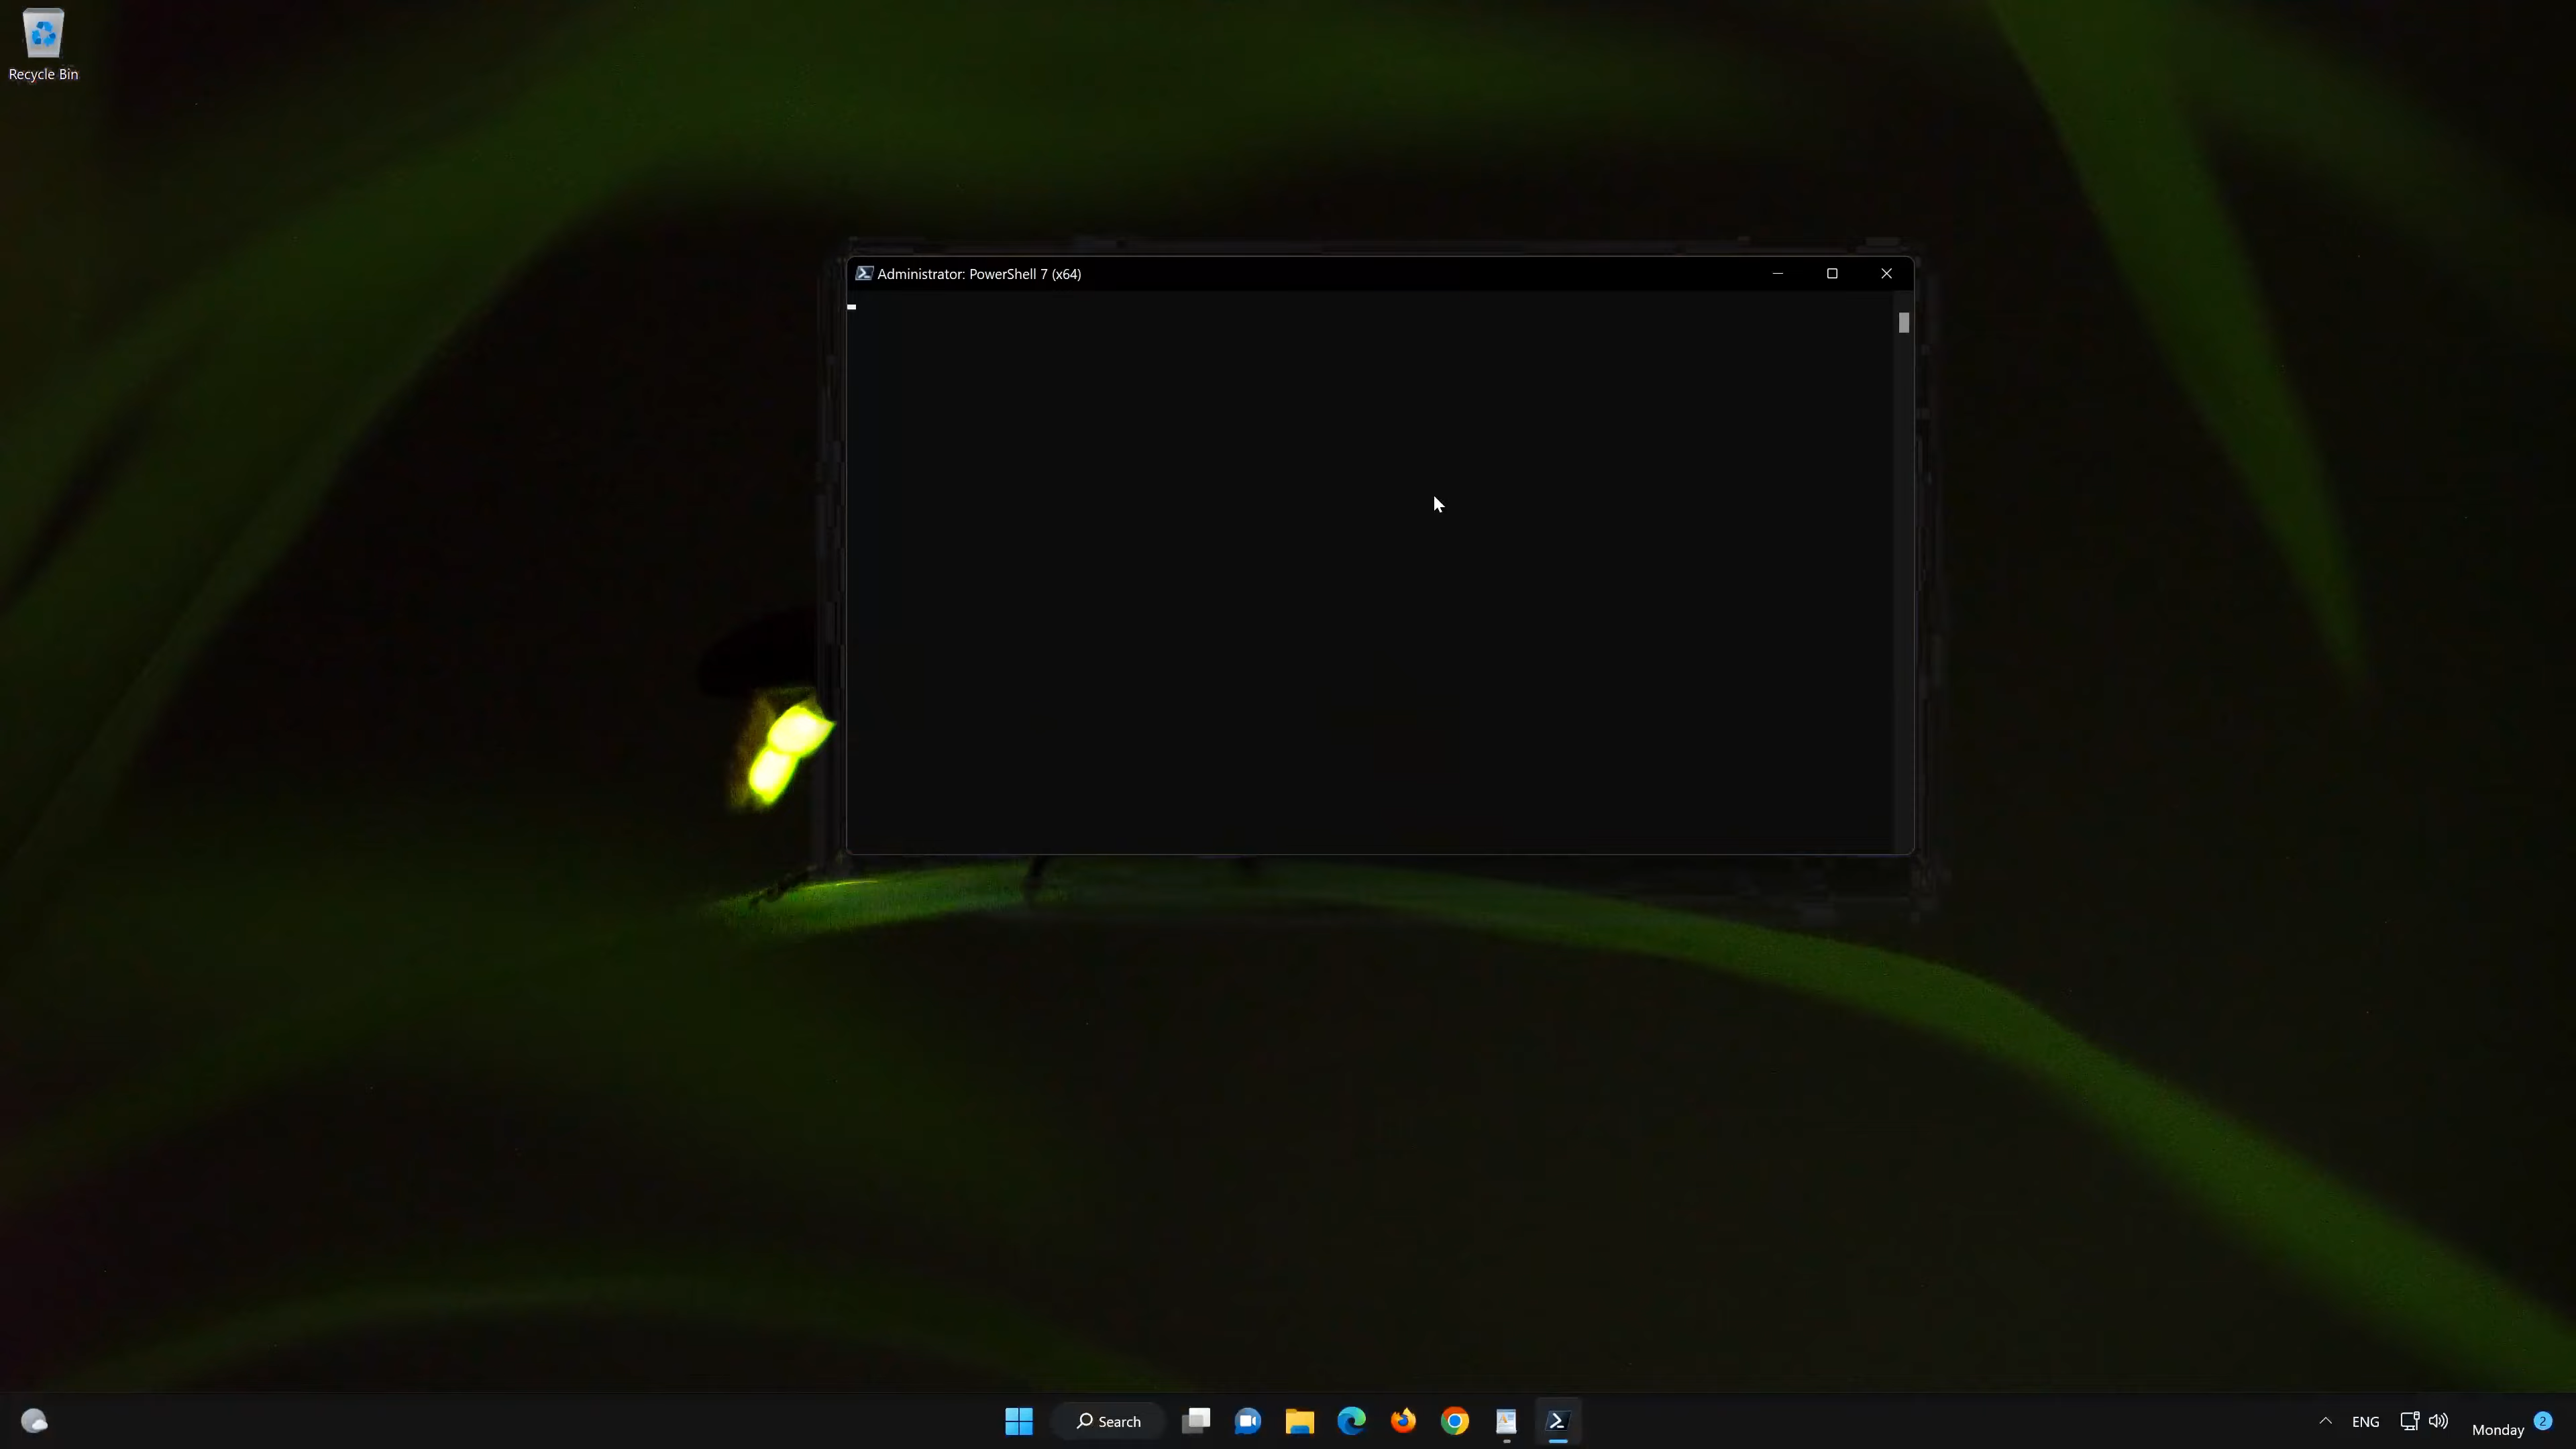 Recycle Bin
Administrator: PowerShell 7 (x64)
Search
ENG
Monday
2